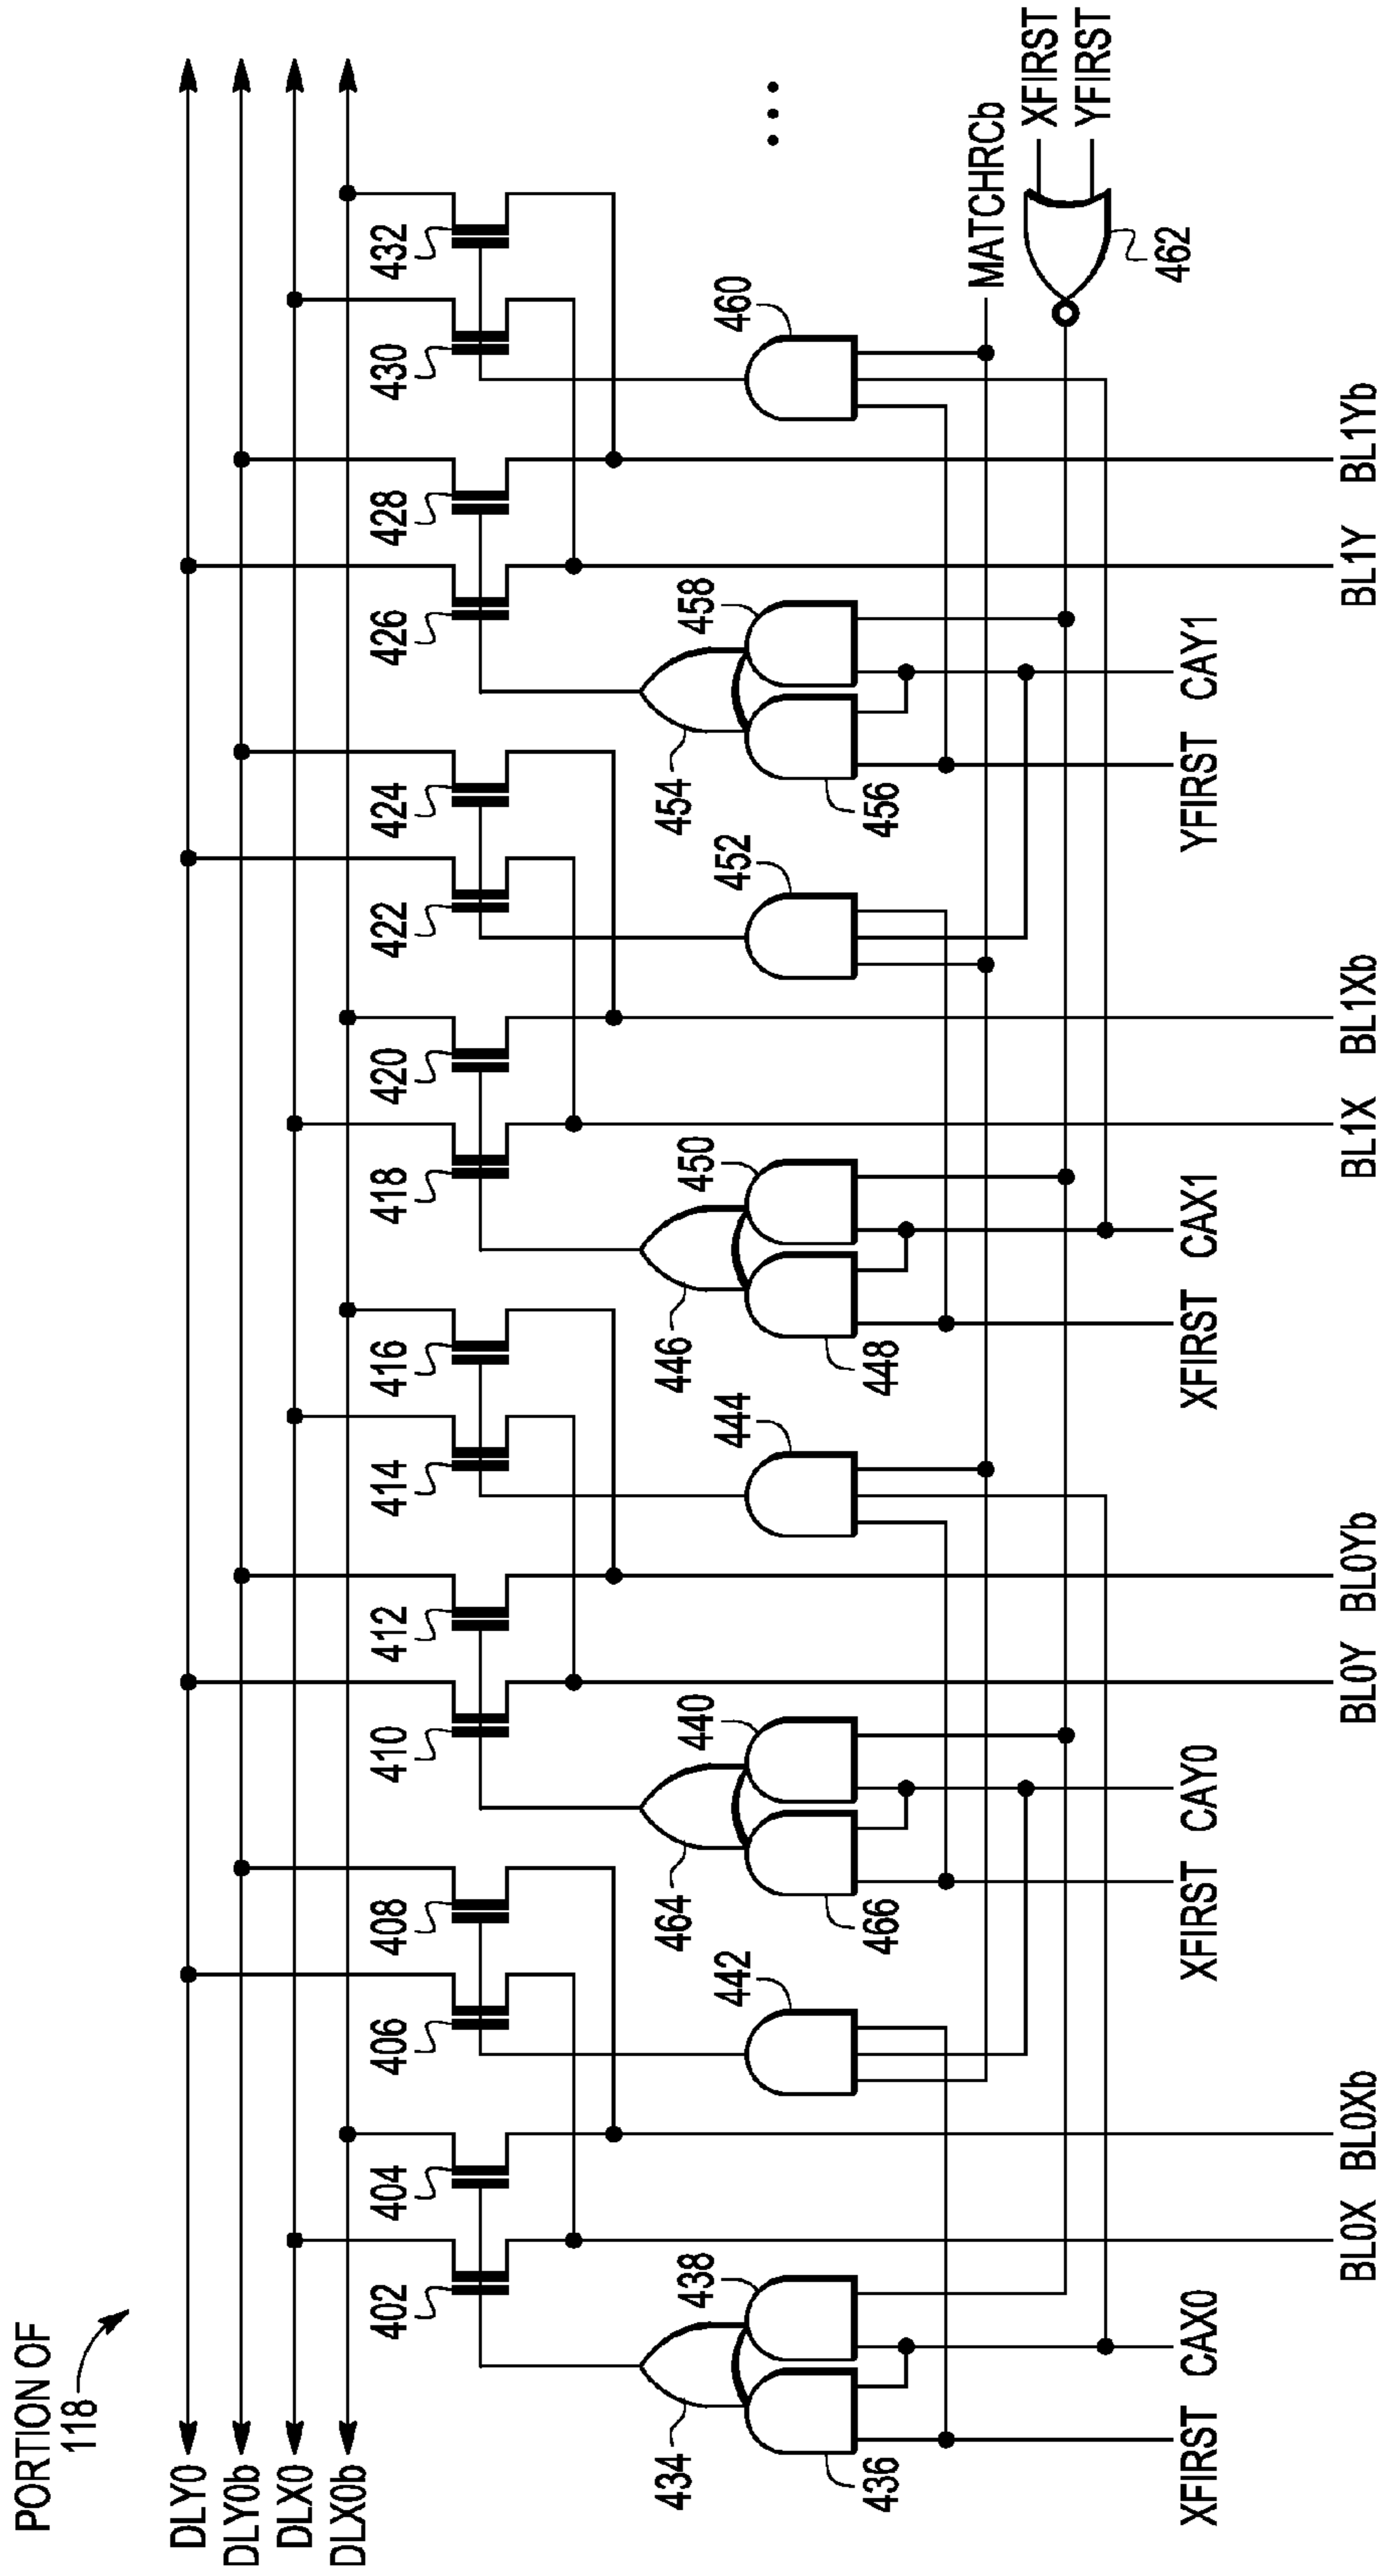 PORTION OF
118
DLY0
DLY0b
DLX0
DLX0b
402
404
406
408
410
412
414
416
418
420
422
424
426
428
430
432
434
436
438
442
464
466
440
444
446
448
450
452
454
456
458
460
MATCHRCb
XFIRST
YFIRST
462
XFIRST
CAX0
XFIRST
CAY0
XFIRST
CAX1
YFIRST
CAY1
BL0X
BL0Xb
BL0Y
BL0Yb
BL1X
BL1Xb
BL1Y
BL1Yb